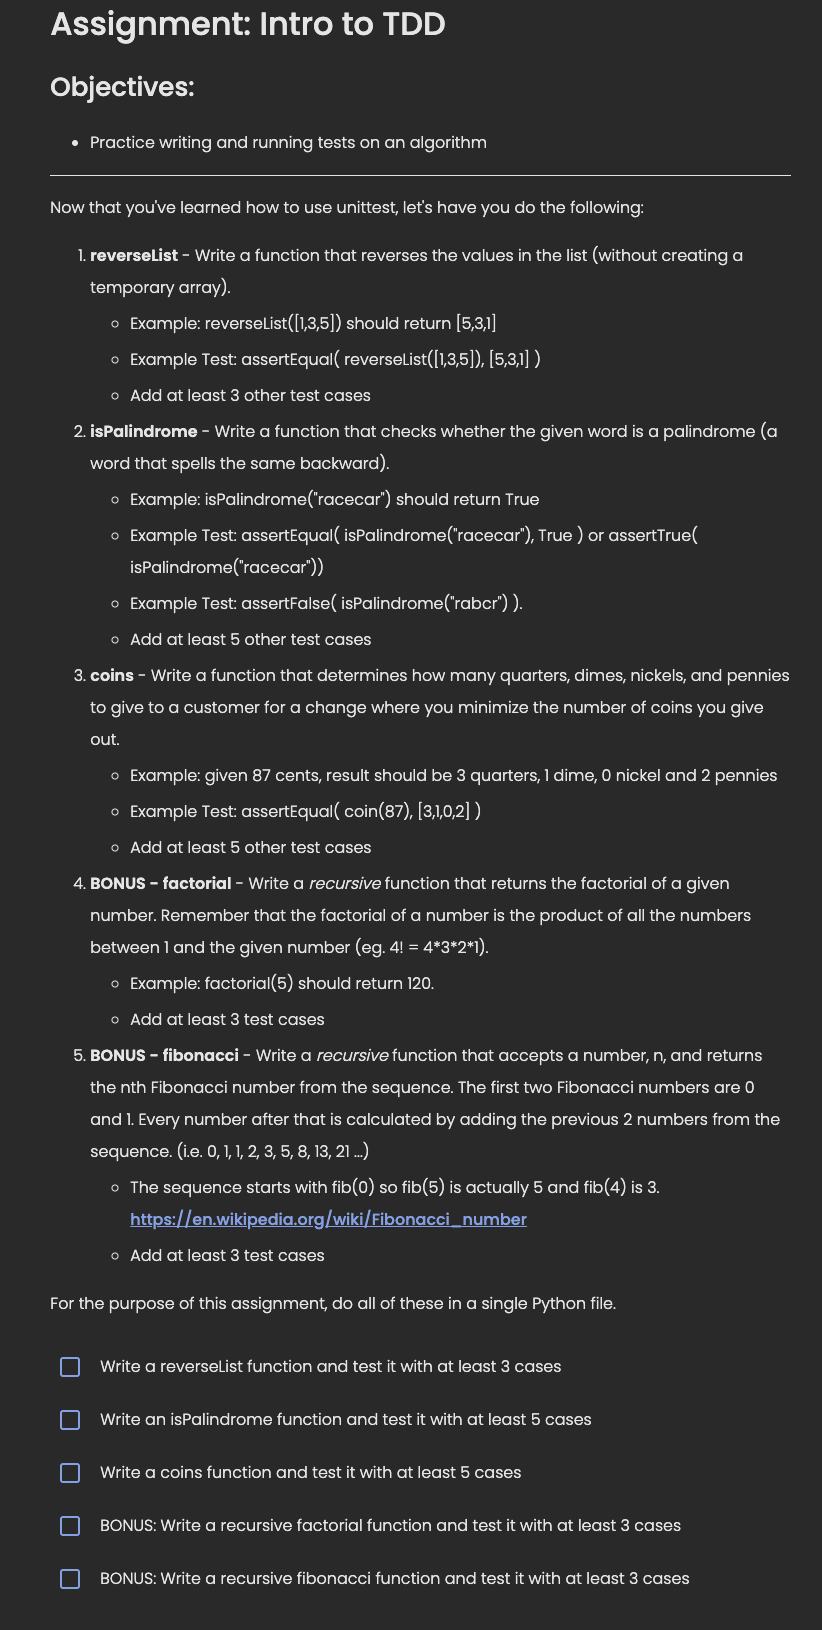 Assignment: Intro to TDD
Objectives:
• Practice writing and running tests on an algorithm
Now that you've learned how to use unittest, let's have you do the following:
1. reverseList - Write a function that reverses the values in the list (without creating a
temporary array).
○ Example: reverseList([1,3,5]) should return [5,3,1]
○ Example Test: assertEqual( reverseList([1,3,5]), [5,3,1] )
○ Add at least 3 other test cases
2. isPalindrome - Write a function that checks whether the given word is a palindrome (a
word that spells the same backward).
○ Example: isPalindrome("racecar") should return True
○ Example Test: assertEqual( isPalindrome("racecar"), True ) or assertTrue(
isPalindrome("racecar"))
○ Example Test: assertFalse( isPalindrome("rabcr") ).
○ Add at least 5 other test cases
3. coins - Write a function that determines how many quarters, dimes, nickels, and pennies
to give to a customer for a change where you minimize the number of coins you give
out.
○ Example: given 87 cents, result should be 3 quarters, 1 dime, 0 nickel and 2 pennies
○ Example Test: assertEqual( coin(87), [3,1,0,2] )
○ Add at least 5 other test cases
4. BONUS - factorial - Write a recursive function that returns the factorial of a given
number. Remember that the factorial of a number is the product of all the numbers
between 1 and the given number (eg. 4! = 4*3*2*1).
○ Example: factorial(5) should return 120.
○ Add at least 3 test cases
5. BONUS - fibonacci - Write a recursive function that accepts a number, n, and returns
the nth Fibonacci number from the sequence. The first two Fibonacci numbers are 0
and 1. Every number after that is calculated by adding the previous 2 numbers from the
sequence. (i.e. 0, 1, 1, 2, 3, 5, 8, 13, 21 ...)
○ The sequence starts with fib(0) so fib(5) is actually 5 and fib(4) is 3.
https://en.wikipedia.org/wiki/Fibonacci_number
○ Add at least 3 test cases
For the purpose of this assignment, do all of these in a single Python file.
Write a reverseList function and test it with at least 3 cases
Write an isPalindrome function and test it with at least 5 cases
Write a coins function and test it with at least 5 cases
BONUS: Write a recursive factorial function and test it with at least 3 cases
BONUS: Write a recursive fibonacci function and test it with at least 3 cases